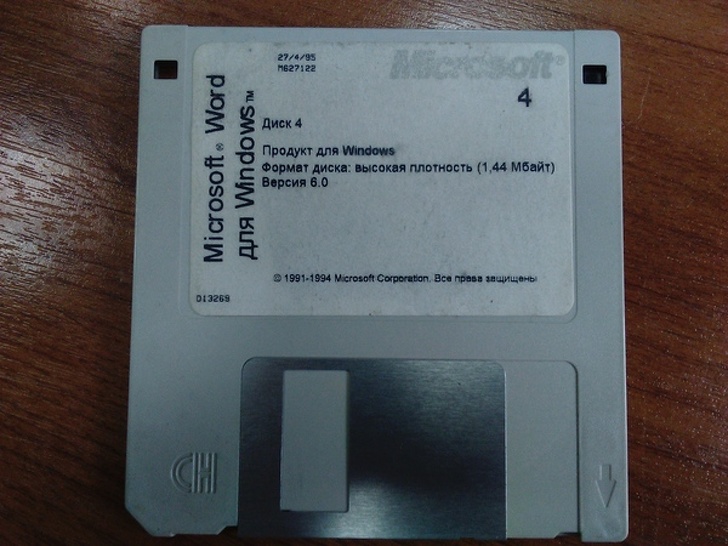 27/4/95
M627122
Microsoft®
4
Microsoft® Word
для Windows™
Диск 4
Продукт для Windows
Формат диска: высокая плотность (1,44 Мбайт)
Версия 6.0
© 1991-1994 Microsoft Corporation. Все права защищены
D13269